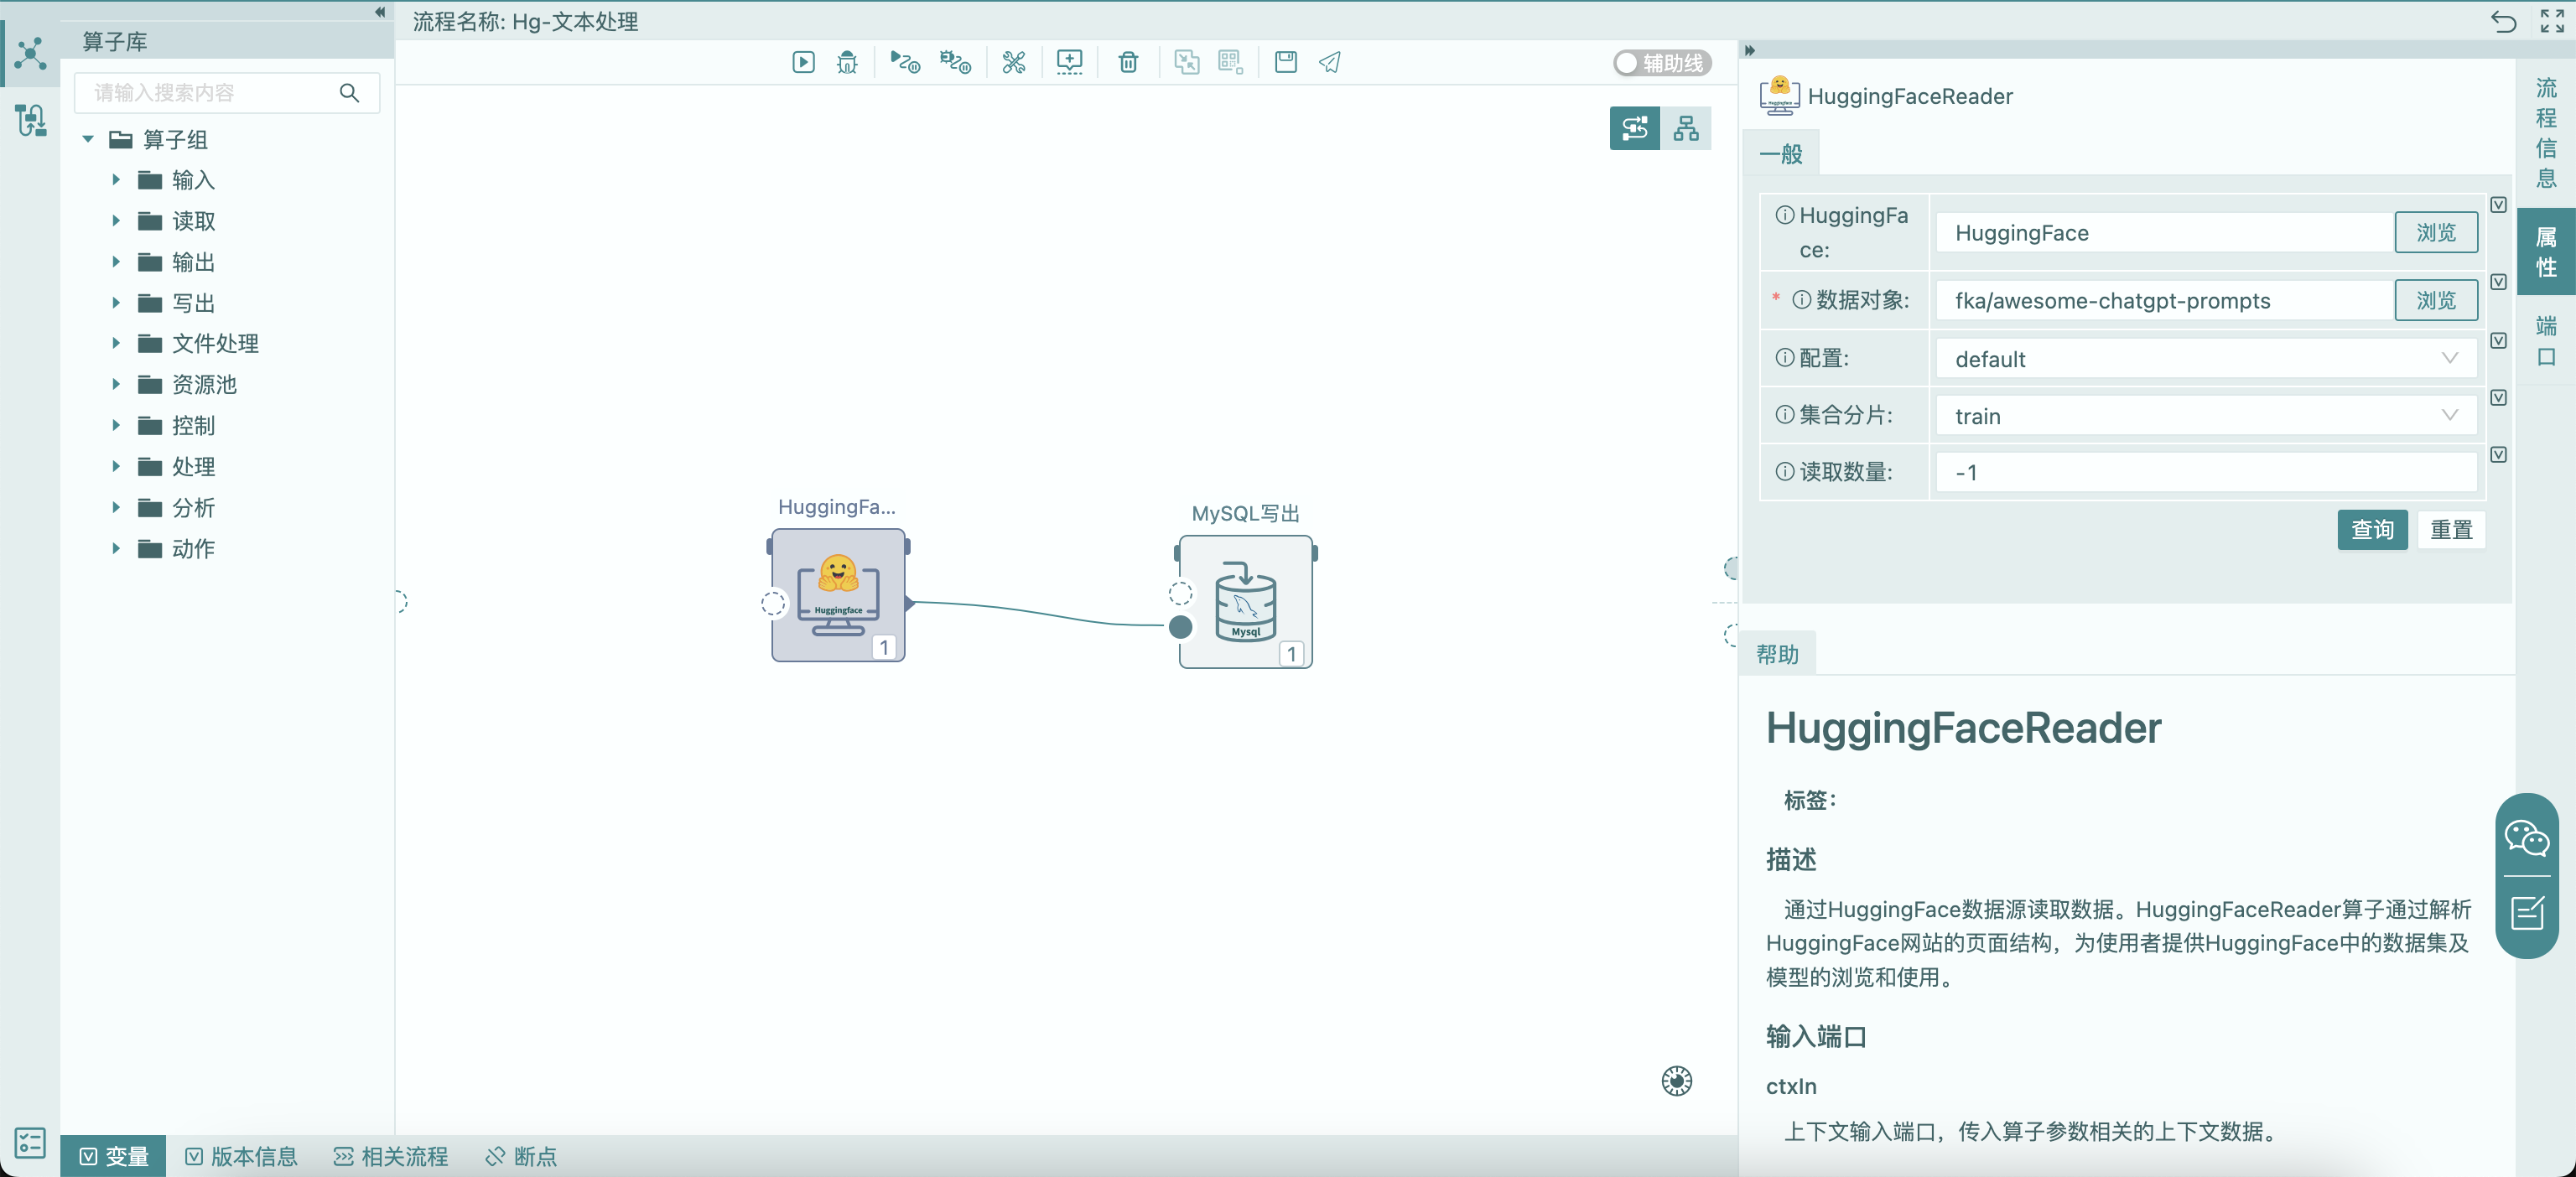 流程名称: Hg-文本处理
算子库
请输入搜索内容
算子组
输入
读取
输出
写出
文件处理
资源池
控制
处理
分析
动作
辅助线
HuggingFa...
Huggingface
1
MySQL写出
Mysql
1
HuggingFaceReader
Huggingface
一般
HuggingFa
ce:
HuggingFace
浏览
* 数据对象:
fka/awesome-chatgpt-prompts
浏览
配置:
default
集合分片:
train
读取数量:
-1
查询
重置
帮助
HuggingFaceReader
标签：
描述
通过HuggingFace数据源读取数据。HuggingFaceReader算子通过解析
HuggingFace网站的页面结构，为使用者提供HuggingFace中的数据集及
模型的浏览和使用。
输入端口
ctxIn
上下文输入端口，传入算子参数相关的上下文数据。
流程信息
属性
端口
变量
版本信息
相关流程
断点